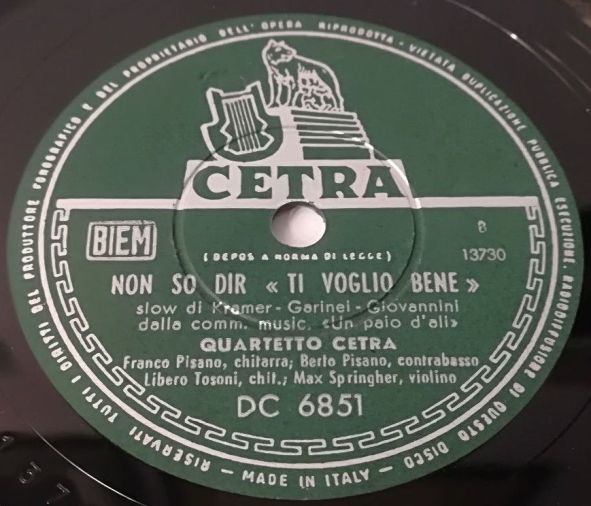 RISERVATI TUTTI I DIRITTI DEL PRODUTTORE FONOGRAFICO E DEL PROPRIETARIO DELL'OPERA RIPRODOTTA - VIETATA DUPLICAZIONE PUBBLICA ESECUZIONE, RADIODIFFUSIONE DI QUESTO DISCO
CETRA
BIEM
B
13730
(DEPOS A NORMA DI LEGGE)
NON SO DIR «TI VOGLIO BENE»
slow di Kramer-Garinei-Giovannini
dalla comm. music. «Un paio d'ali»
QUARTETTO CETRA
Franco Pisano, chitarra; Berto Pisano, contrabasso
Libero Tosoni, chit.; Max Springher, violino
DC 6851
— MADE IN ITALY —